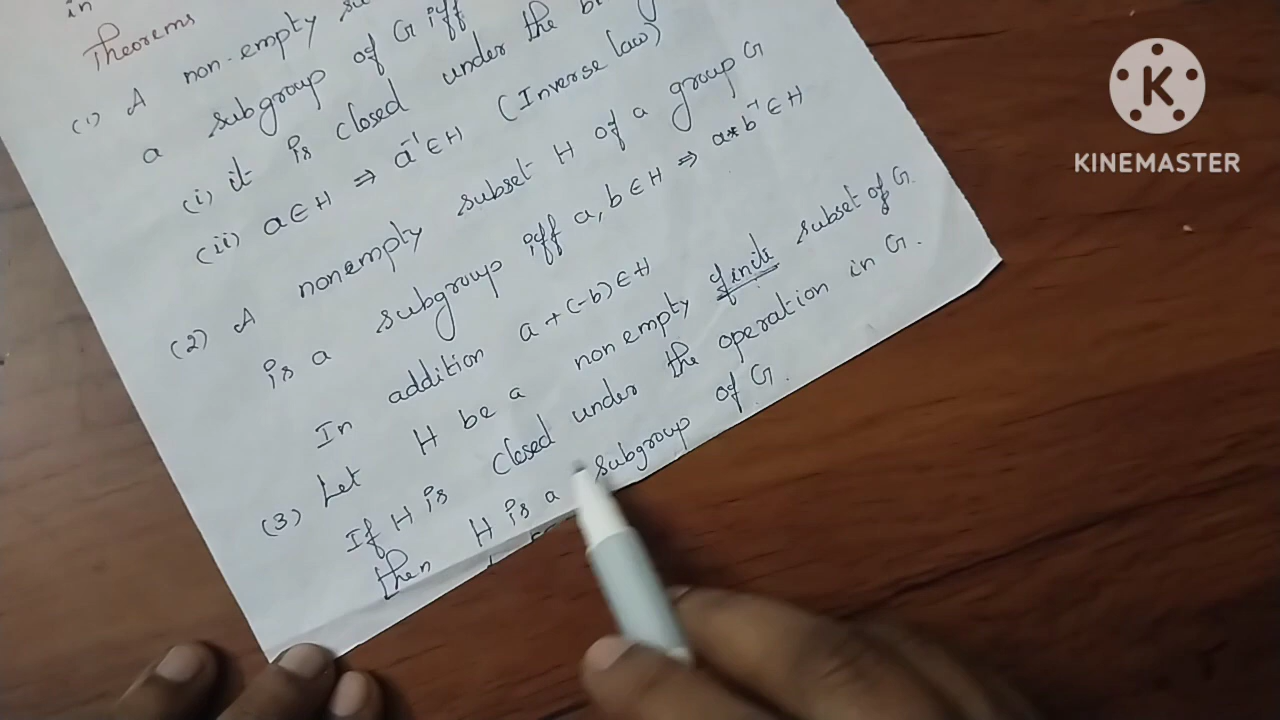 in
Theorems
(1) A non-empty
a subgroup of G iff
(i) it is closed under the
(ii) a∈H ⇒ a⁻¹∈H (Inverse law)
(2) A nonempty subset H of a group G
is a subgroup iff a, b∈H ⇒ a*b⁻¹∈H
In addition a+(-b)∈H
(3) Let H be a nonempty finite subset of G.
If H is closed under the operation in G.
then H is a subgroup of G.
K
KINEMASTER